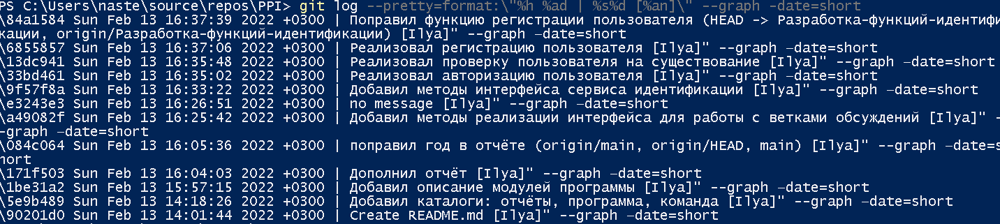 PS C:\Users\naste\source\repos\PPI> git log --pretty=format:\"%h %ad | %s%d [%an]\" --graph –date=short
\84a1584 Sun Feb 13 16:37:39 2022 +0300 | Поправил функцию регистрации пользователя (HEAD -> Разработка-функций-идентифи
кации, origin/Разработка-функций-идентификации) [Ilya]" --graph –date=short
\6855857 Sun Feb 13 16:37:06 2022 +0300 | Реализовал регистрацию пользователя [Ilya]" --graph –date=short
\13dc941 Sun Feb 13 16:35:48 2022 +0300 | Реализовал проверку пользователя на существование [Ilya]" --graph –date=short
\33bd461 Sun Feb 13 16:35:02 2022 +0300 | Реализовал авторизацию пользователя [Ilya]" --graph –date=short
\9f57f8a Sun Feb 13 16:33:22 2022 +0300 | Добавил методы интерфейса сервиса идентификации [Ilya]" --graph –date=short
\e3243e3 Sun Feb 13 16:26:51 2022 +0300 | no message [Ilya]" --graph –date=short
\a49082f Sun Feb 13 16:25:42 2022 +0300 | Добавил методы реализации интерфейса для работы с ветками обсуждений [Ilya]" -
-graph –date=short
\084c064 Sun Feb 13 16:05:36 2022 +0300 | поправил год в отчёте (origin/main, origin/HEAD, main) [Ilya]" --graph –date=s
hort
\171f503 Sun Feb 13 16:04:03 2022 +0300 | Дополнил отчёт [Ilya]" --graph –date=short
\1be31a2 Sun Feb 13 15:57:15 2022 +0300 | Добавил описание модулей программы [Ilya]" --graph –date=short
\5e9b489 Sun Feb 13 14:18:26 2022 +0300 | Добавил каталоги: отчёты, программа, команда [Ilya]" --graph –date=short
\90201d0 Sun Feb 13 14:01:44 2022 +0300 | Create README.md [Ilya]" --graph –date=short